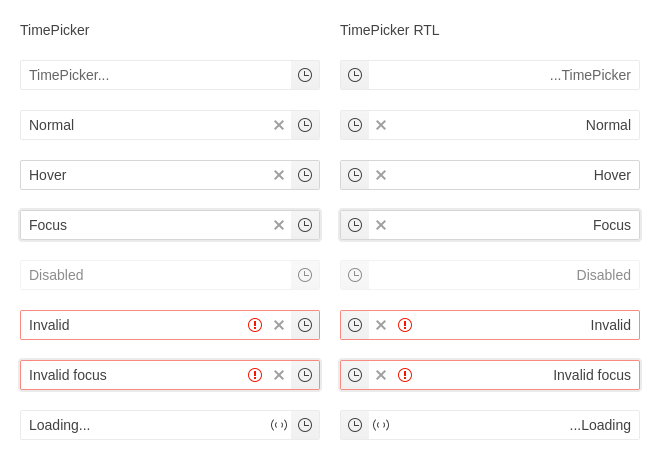 TimePicker
TimePicker RTL
TimePicker...
...TimePicker
Normal
Normal
Hover
Hover
Focus
Focus
Disabled
Disabled
Invalid
Invalid
Invalid focus
Invalid focus
Loading...
...Loading